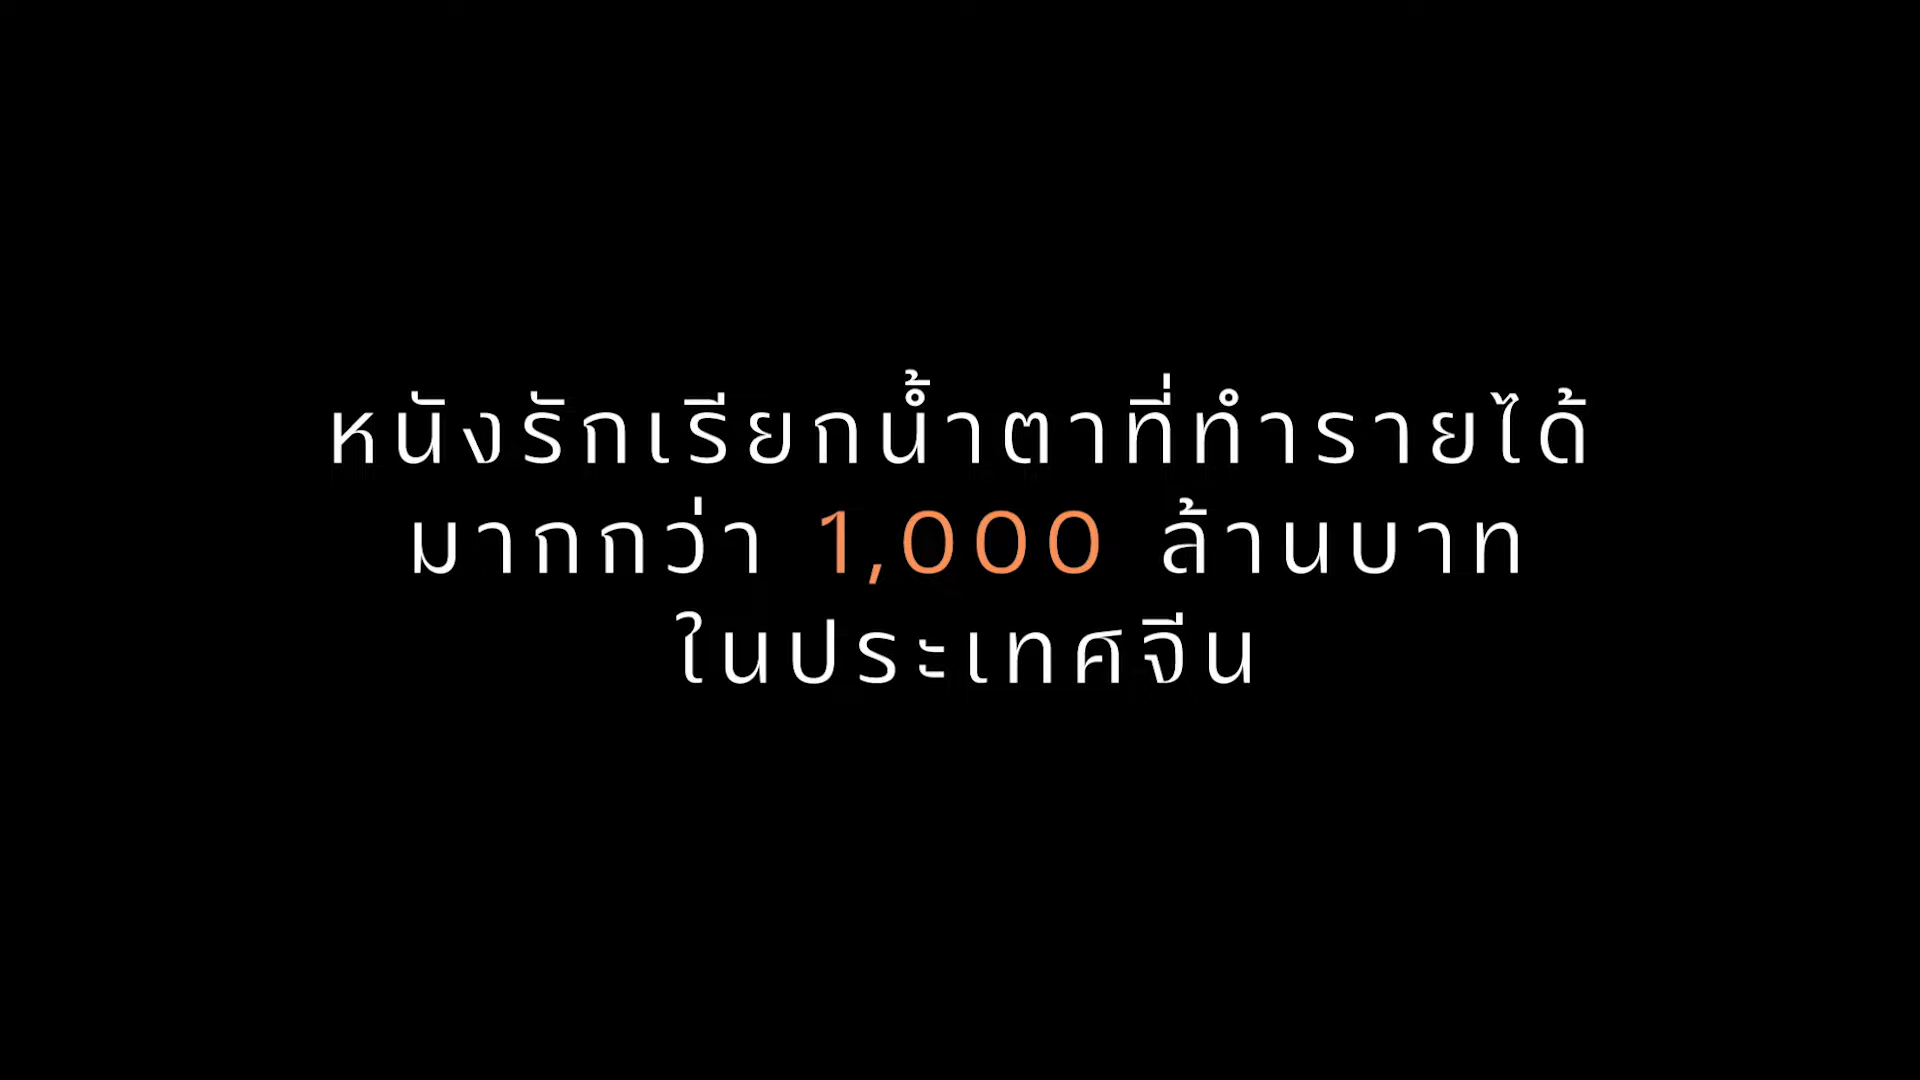 หนังรักเรียกน้ำตาที่ทำรายได้
มากกว่า 1,000 ล้านบาท
ในประเทศจีน